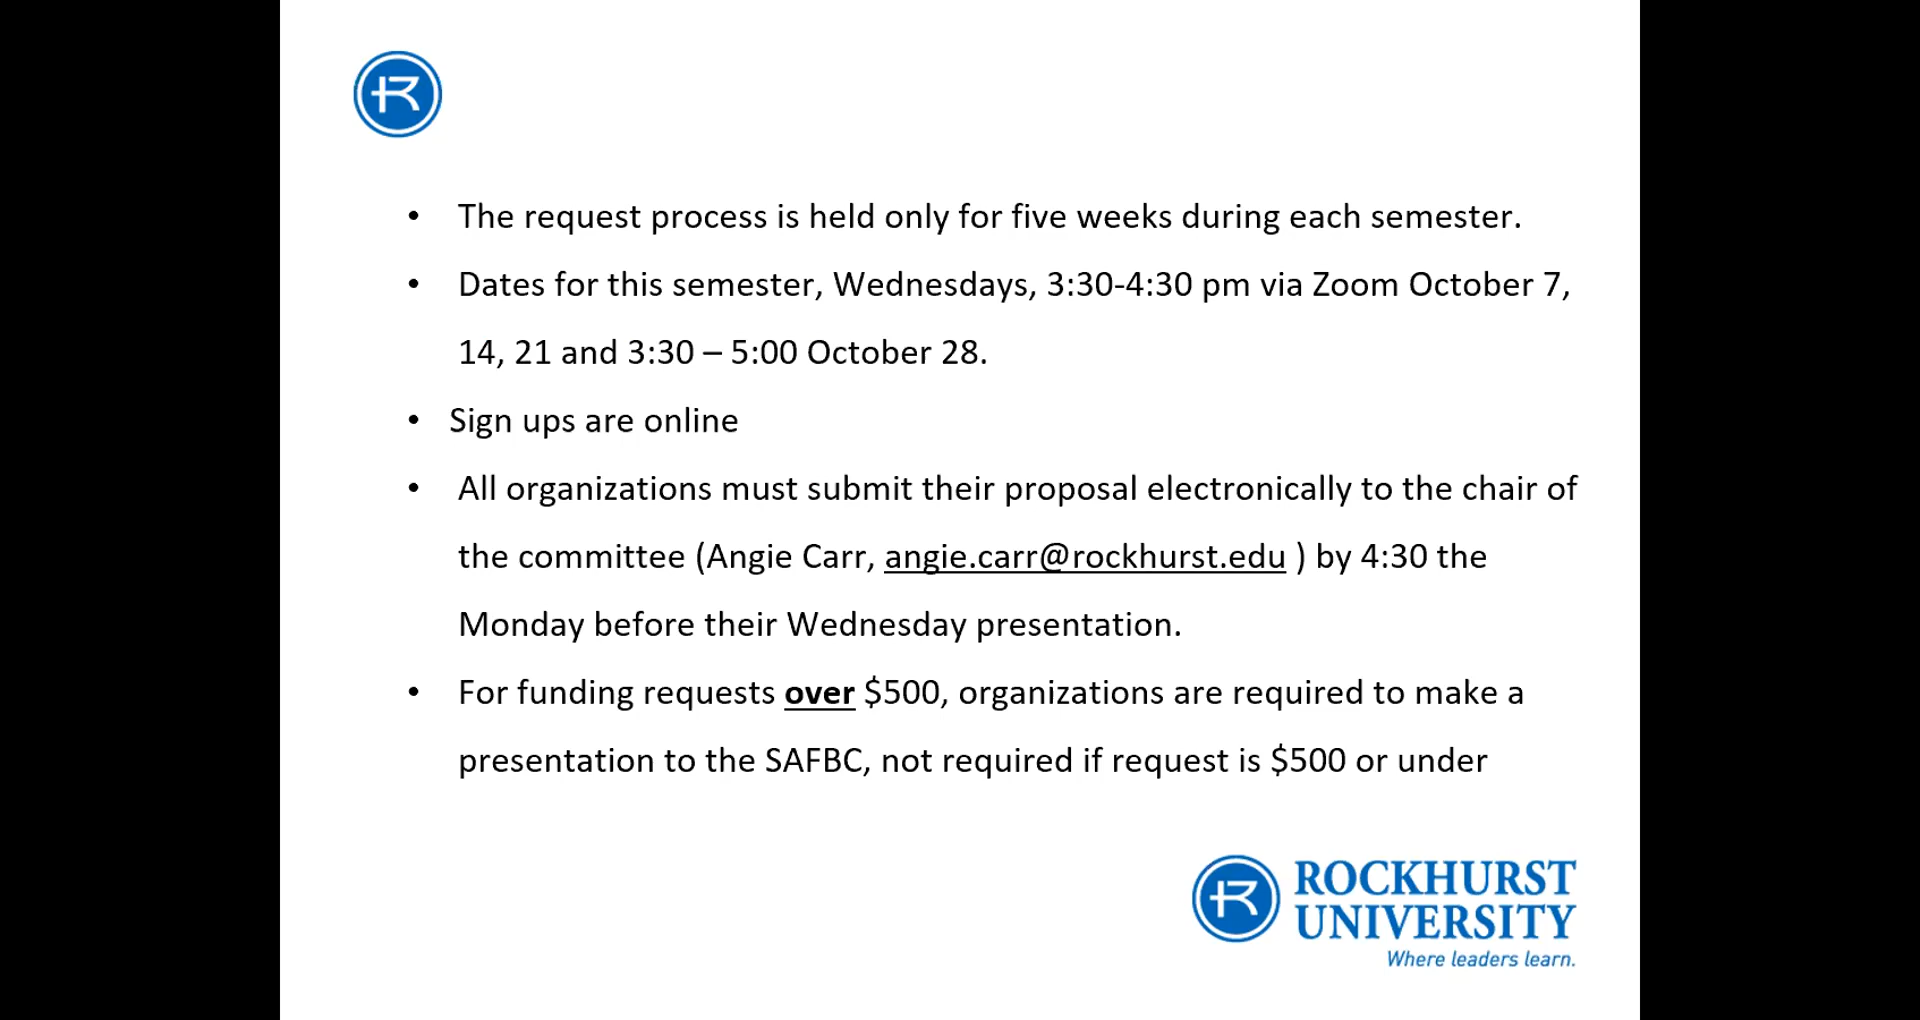 • The request process is held only for five weeks during each semester.
• Dates for this semester, Wednesdays, 3:30-4:30 pm via Zoom October 7,
14, 21 and 3:30 – 5:00 October 28.
• Sign ups are online
• All organizations must submit their proposal electronically to the chair of
the committee (Angie Carr, angie.carr@rockhurst.edu ) by 4:30 the
Monday before their Wednesday presentation.
• For funding requests over $500, organizations are required to make a
presentation to the SAFBC, not required if request is $500 or under
ROCKHURST
UNIVERSITY
Where leaders learn.